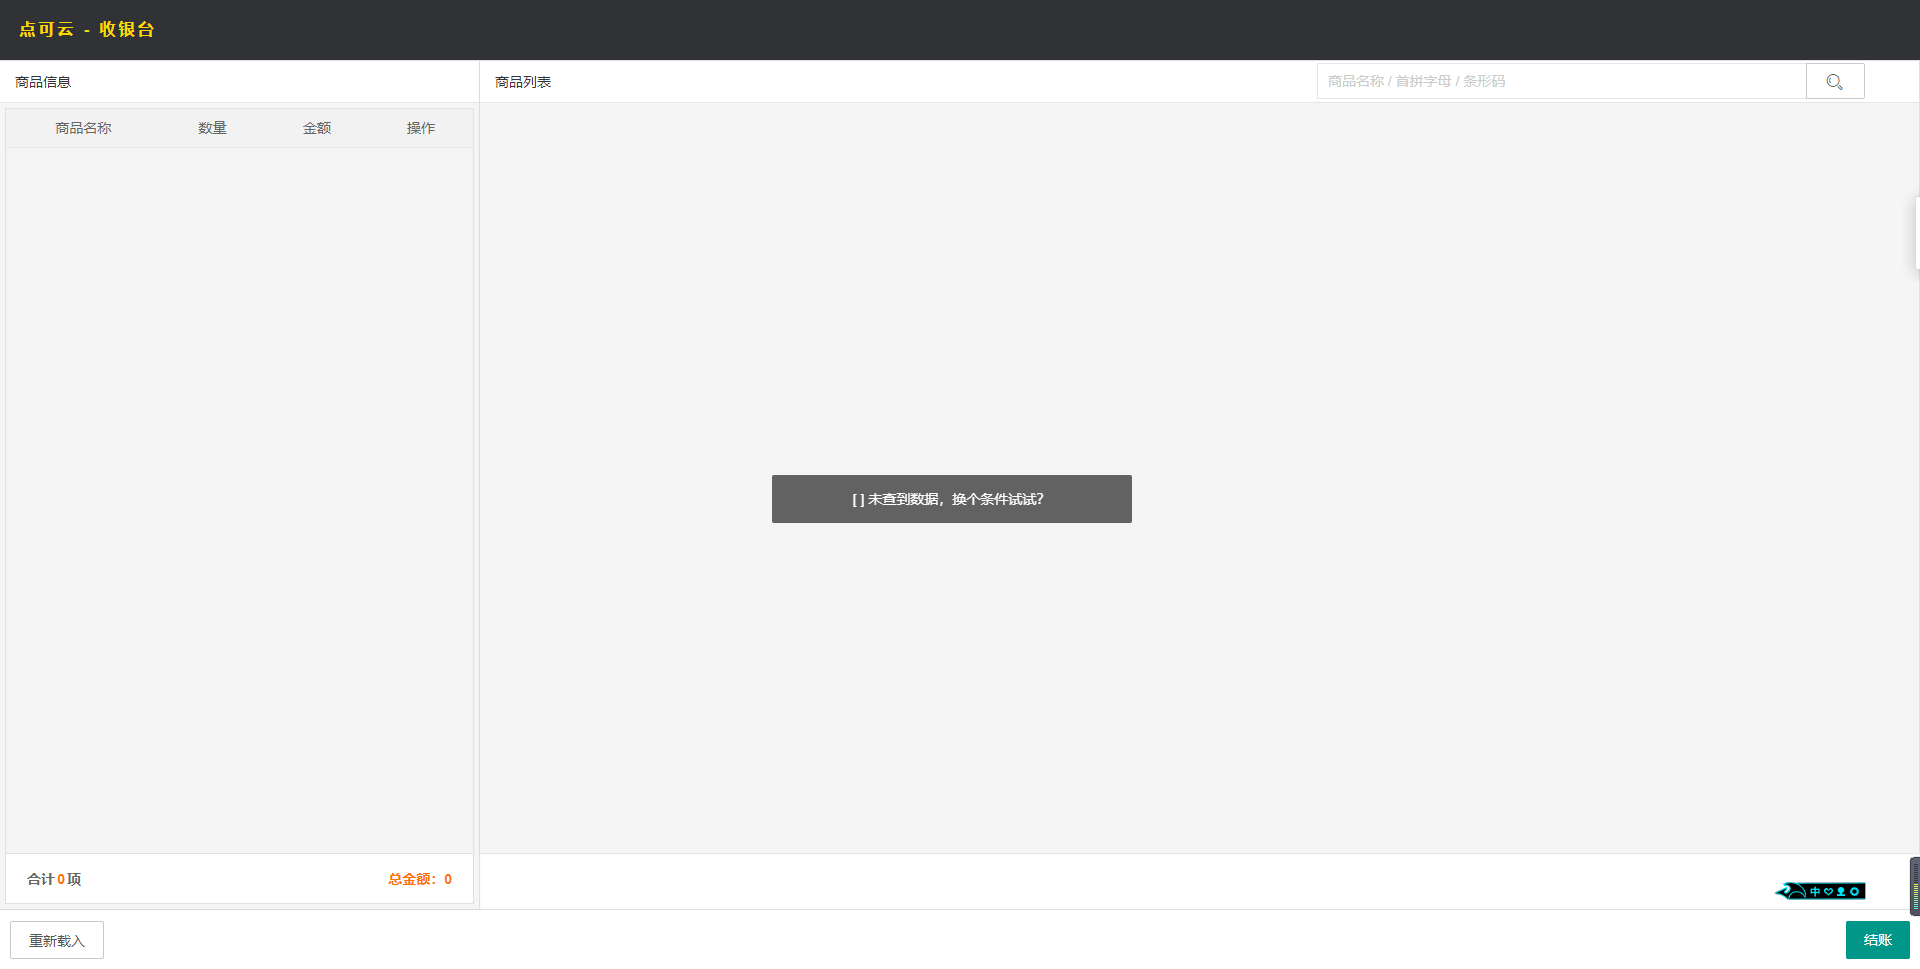 点可云 - 收银台
商品信息
商品列表
商品名称 / 首拼字母 / 条形码
商品名称 数量 金额 操作
[ ] 未查到数据，换个条件试试?
合计0项 总金额：0
中
重新载入
结账